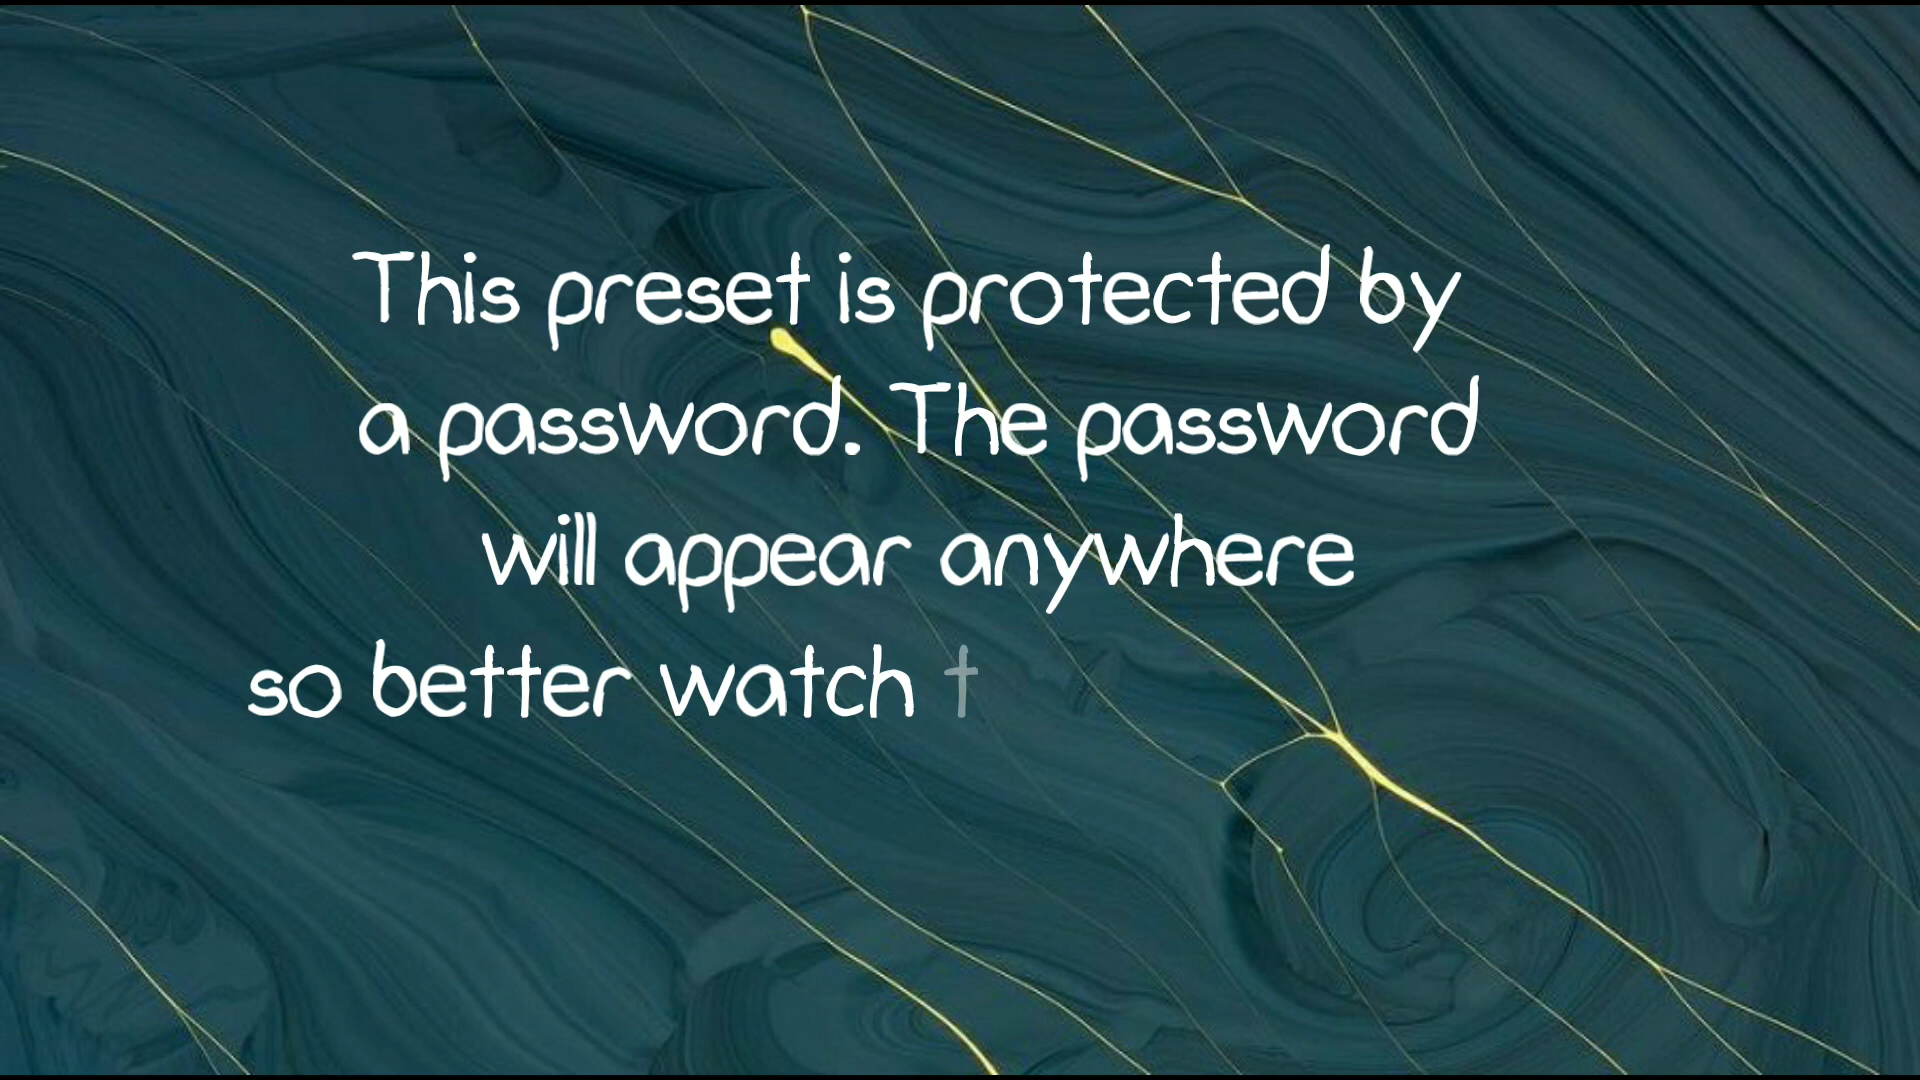 This preset is protected by
a password. The password
will appear anywhere
so better watch t